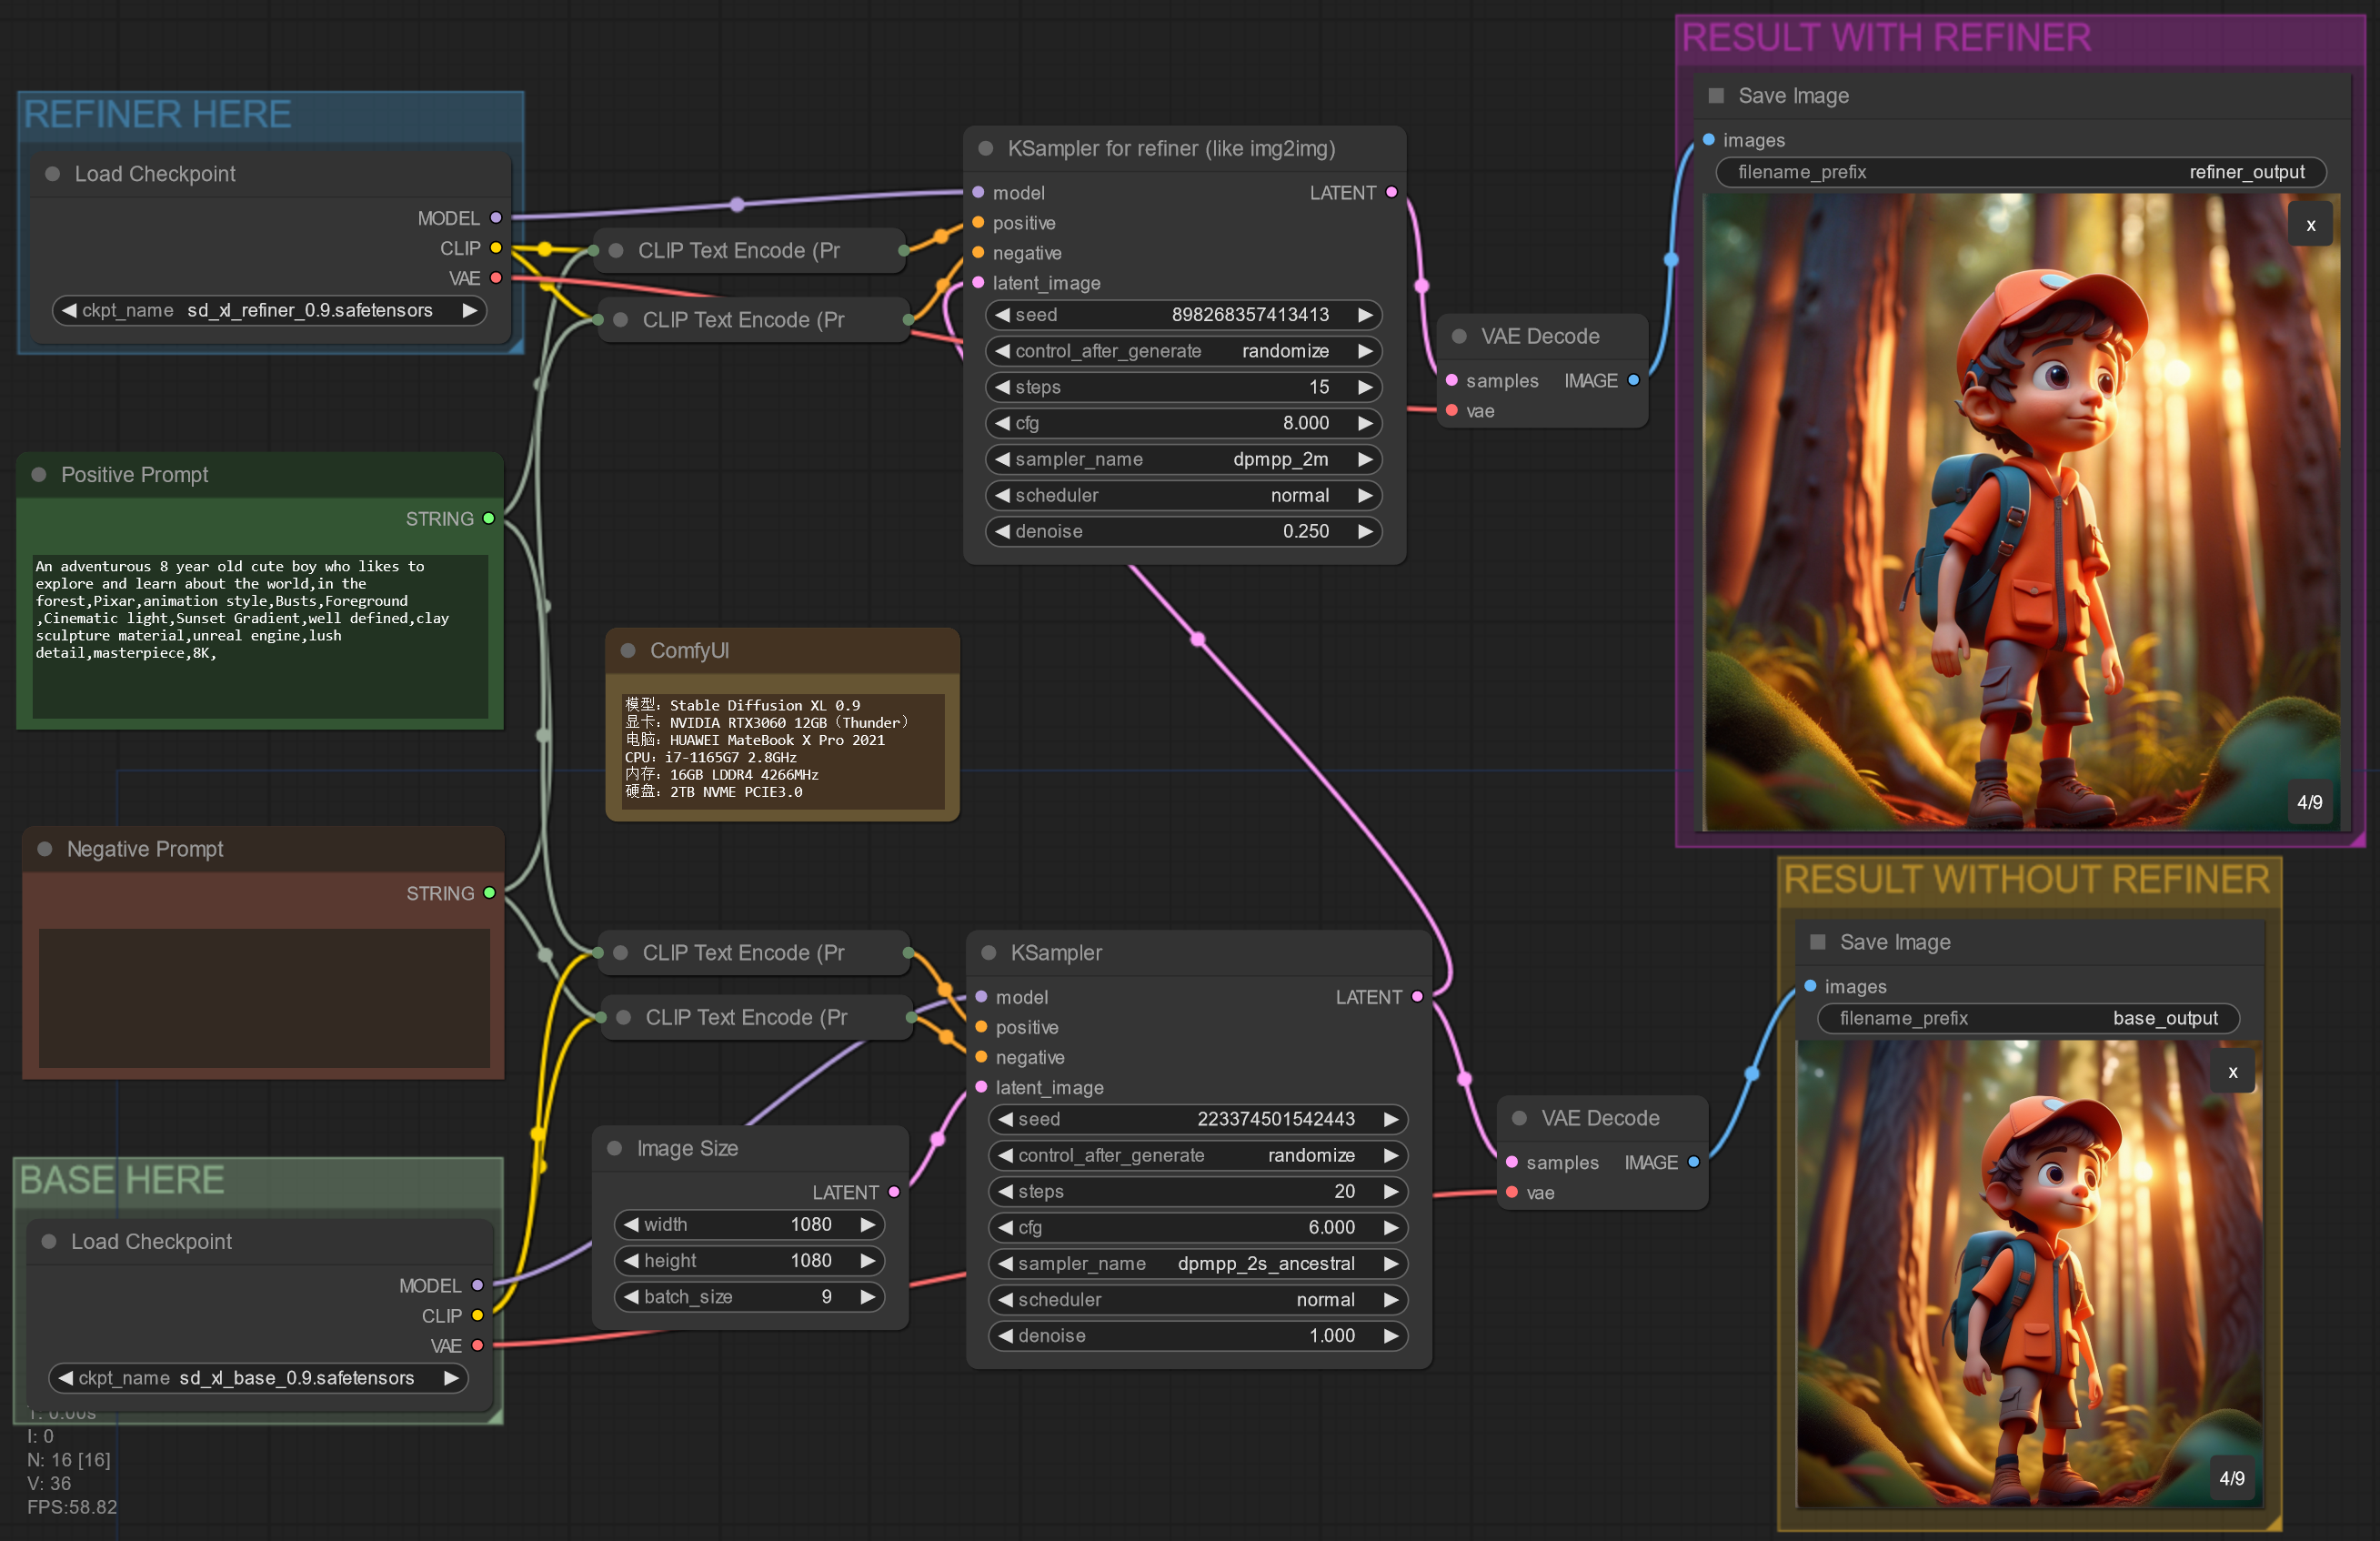 REFINER HERE
Load Checkpoint
MODEL
CLIP
VAE
ckpt_name sd_xl_refiner_0.9.safetensors
Positive Prompt
STRING
An adventurous 8 year old cute boy who likes to
explore and learn about the world,in the
forest,Pixar,animation style,Busts,Foreground
,Cinematic light,Sunset Gradient,well defined,clay
sculpture material,unreal engine,lush
detail,masterpiece,8K,
Negative Prompt
STRING
BASE HERE
Load Checkpoint
MODEL
CLIP
VAE
ckpt_name sd_xl_base_0.9.safetensors
T: 0.00s
I: 0
N: 16 [16]
V: 36
FPS:58.82
CLIP Text Encode (Pr
CLIP Text Encode (Pr
ComfyUI
模型: Stable Diffusion XL 0.9
显卡: NVIDIA RTX3060 12GB（Thunder）
电脑: HUAWEI MateBook X Pro 2021
CPU: i7-1165G7 2.8GHz
内存: 16GB LDDR4 4266MHz
硬盘: 2TB NVME PCIE3.0
CLIP Text Encode (Pr
CLIP Text Encode (Pr
Image Size
LATENT
width 1080
height 1080
batch_size 9
KSampler for refiner (like img2img)
model LATENT
positive
negative
latent_image
seed 898268357413413
control_after_generate randomize
steps 15
cfg 8.000
sampler_name dpmpp_2m
scheduler normal
denoise 0.250
KSampler
model LATENT
positive
negative
latent_image
seed 223374501542443
control_after_generate randomize
steps 20
cfg 6.000
sampler_name dpmpp_2s_ancestral
scheduler normal
denoise 1.000
VAE Decode
samples IMAGE
vae
VAE Decode
samples IMAGE
vae
RESULT WITH REFINER
Save Image
images
filename_prefix refiner_output
x
4/9
RESULT WITHOUT REFINER
Save Image
images
filename_prefix base_output
x
4/9